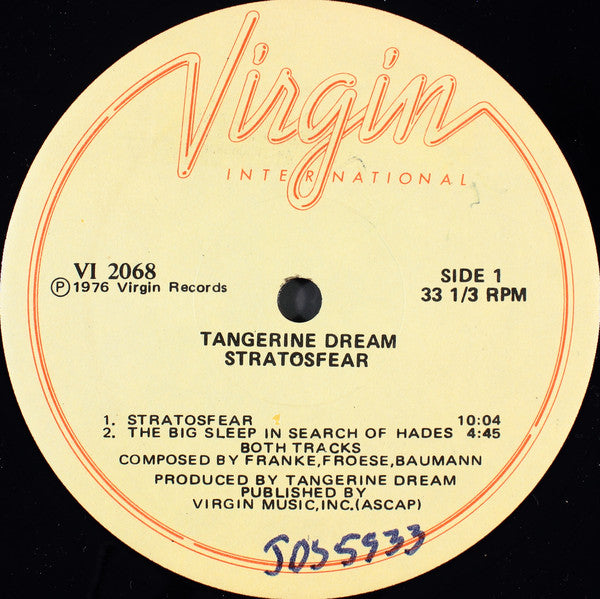 Virgin
INTERNATIONAL
VI 2068
Ⓟ1976 Virgin Records
SIDE 1
33 1/3 RPM
TANGERINE DREAM
STRATOSFEAR
1. STRATOSFEAR 10:04
2. THE BIG SLEEP IN SEARCH OF HADES 4:45
BOTH TRACKS
COMPOSED BY FRANKE,FROESE,BAUMANN
PRODUCED BY TANGERINE DREAM
PUBLISHED BY
VIRGIN MUSIC,INC.(ASCAP)
JOS5933